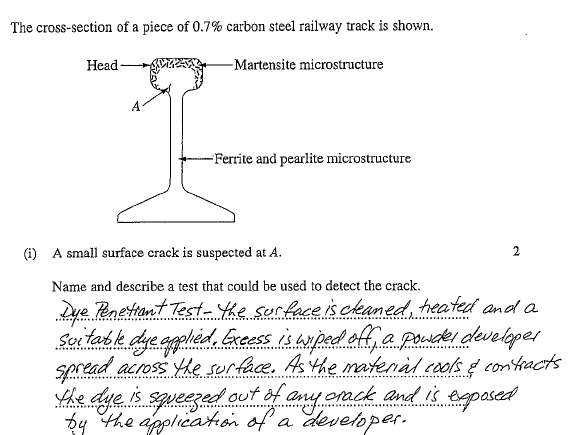 The cross-section of a piece of 0.7% carbon steel railway track is shown.
Head
Martensite microstructure
A
Ferrite and pearlite microstructure
(i) A small surface crack is suspected at A. 2
Name and describe a test that could be used to detect the crack.
Dye Penetrant Test - the surface is cleaned, heated and a
suitable dye applied. Excess is wiped off, a powder developer
spread across the surface. As the material cools & contracts
the dye is squeezed out of any crack and is exposed
by the application of a developer.